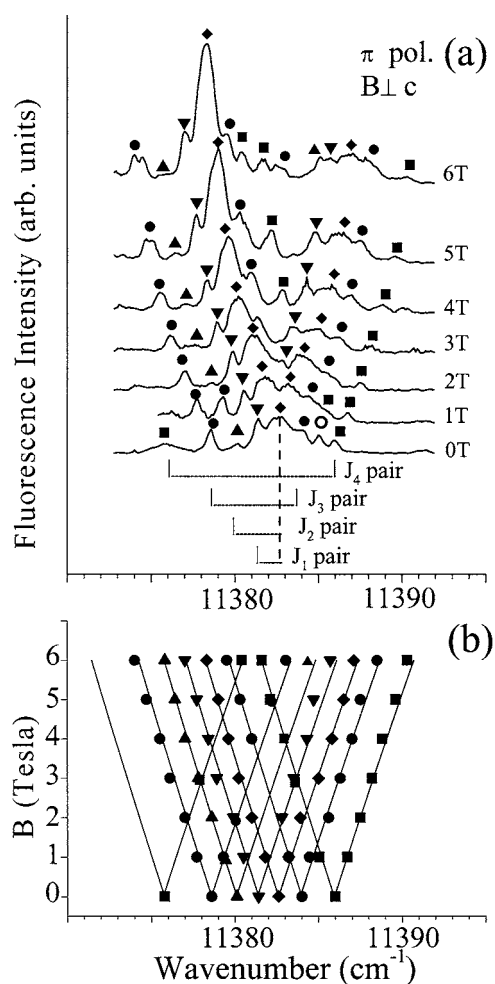 π pol. (a)
B⊥ c
Fluorescence Intensity (arb. units)
6T
5T
4T
3T
2T
1T
0T
J4 pair
J3 pair
J2 pair
J1 pair
11380 11390
(b)
B (Tesla)
6
5
4
3
2
1
0
11380 11390
Wavenumber (cm-1)